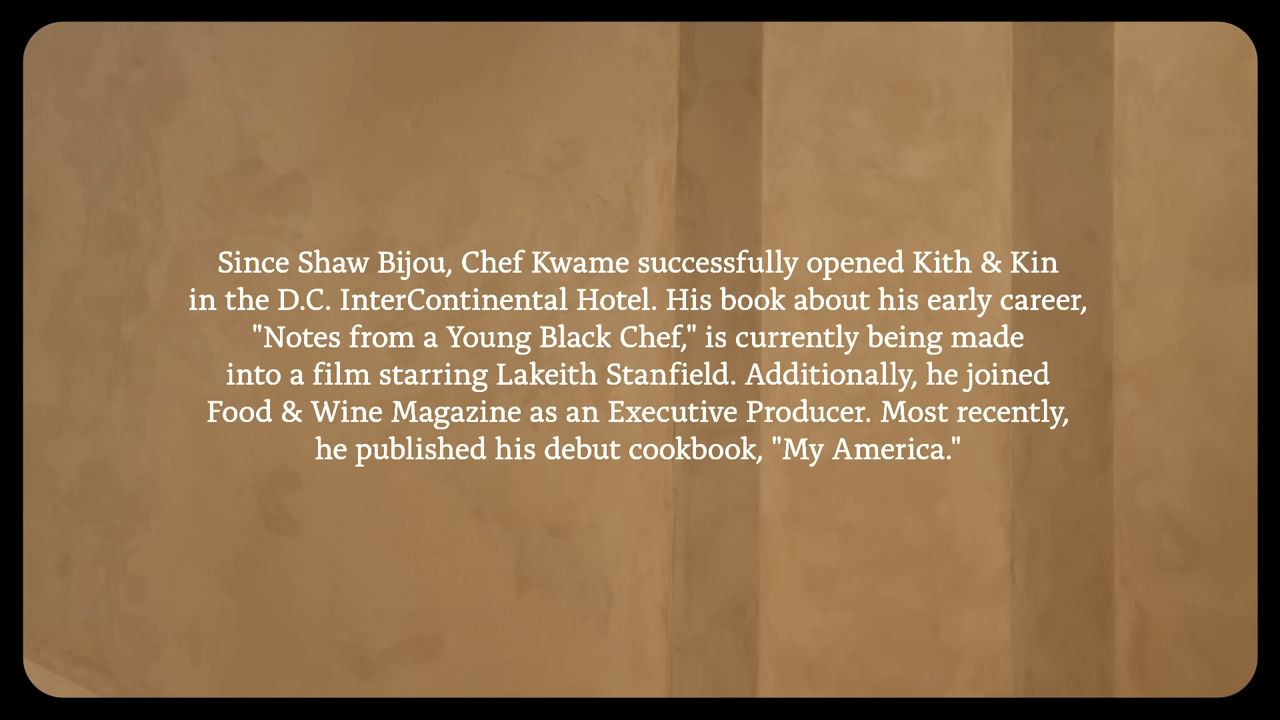 Since Shaw Bijou, Chef Kwame successfully opened Kith & Kin
in the D.C. InterContinental Hotel. His book about his early career,
"Notes from a Young Black Chef," is currently being made
into a film starring Lakeith Stanfield. Additionally, he joined
Food & Wine Magazine as an Executive Producer. Most recently,
he published his debut cookbook, "My America."